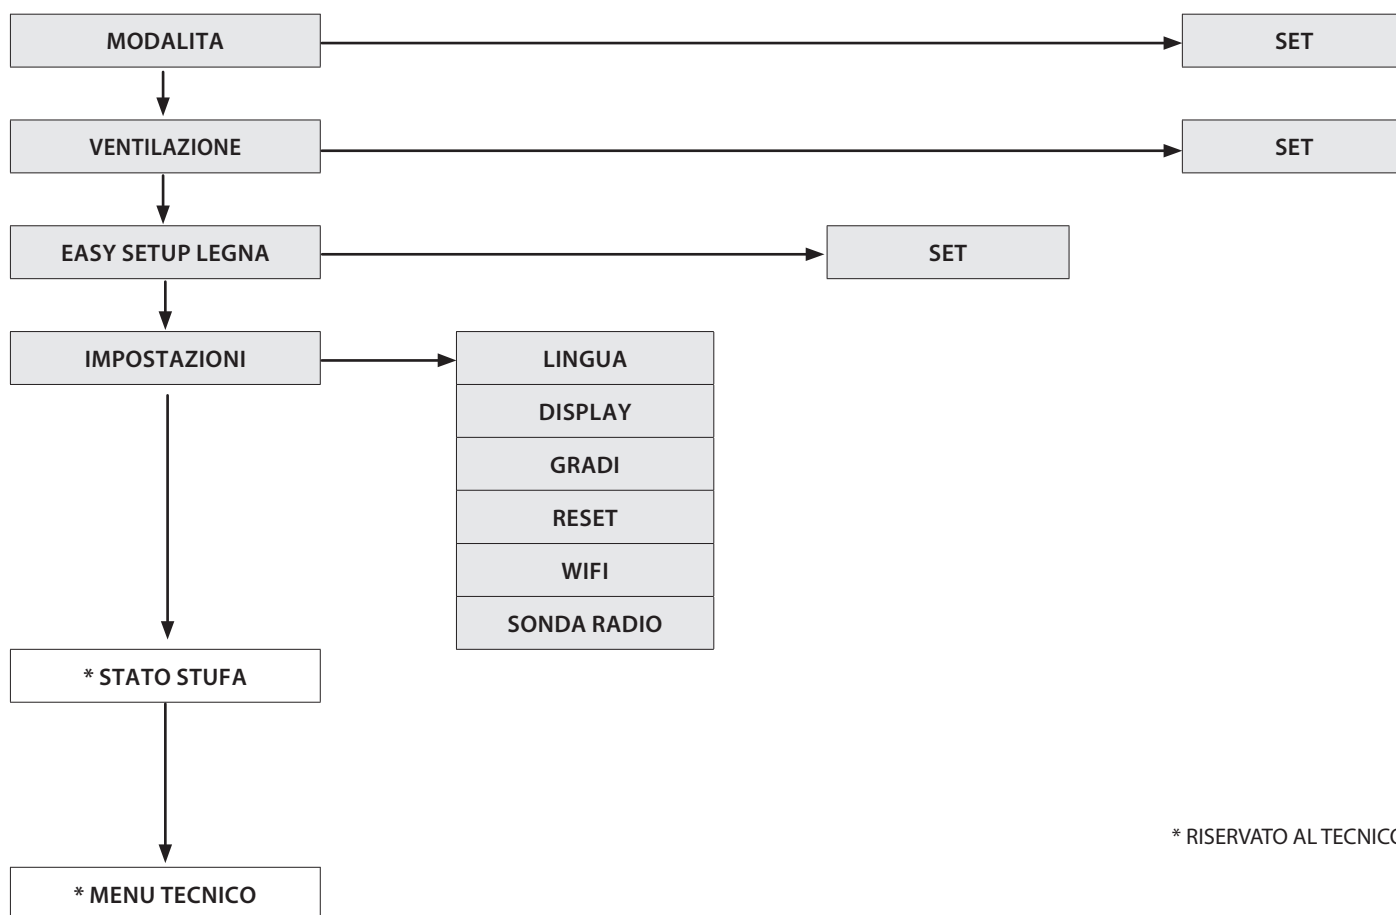 MODALITA
SET
VENTILAZIONE
SET
EASY SETUP LEGNA
SET
IMPOSTAZIONI
LINGUA
DISPLAY
GRADI
RESET
WIFI
SONDA RADIO
* STATO STUFA
* RISERVATO AL TECNICO
* MENU TECNICO